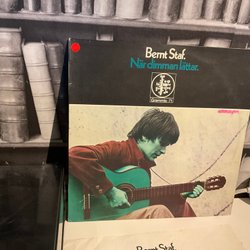 Bernt Staf.
När dimman lättar.
Grammis 71
Bernt Staf.